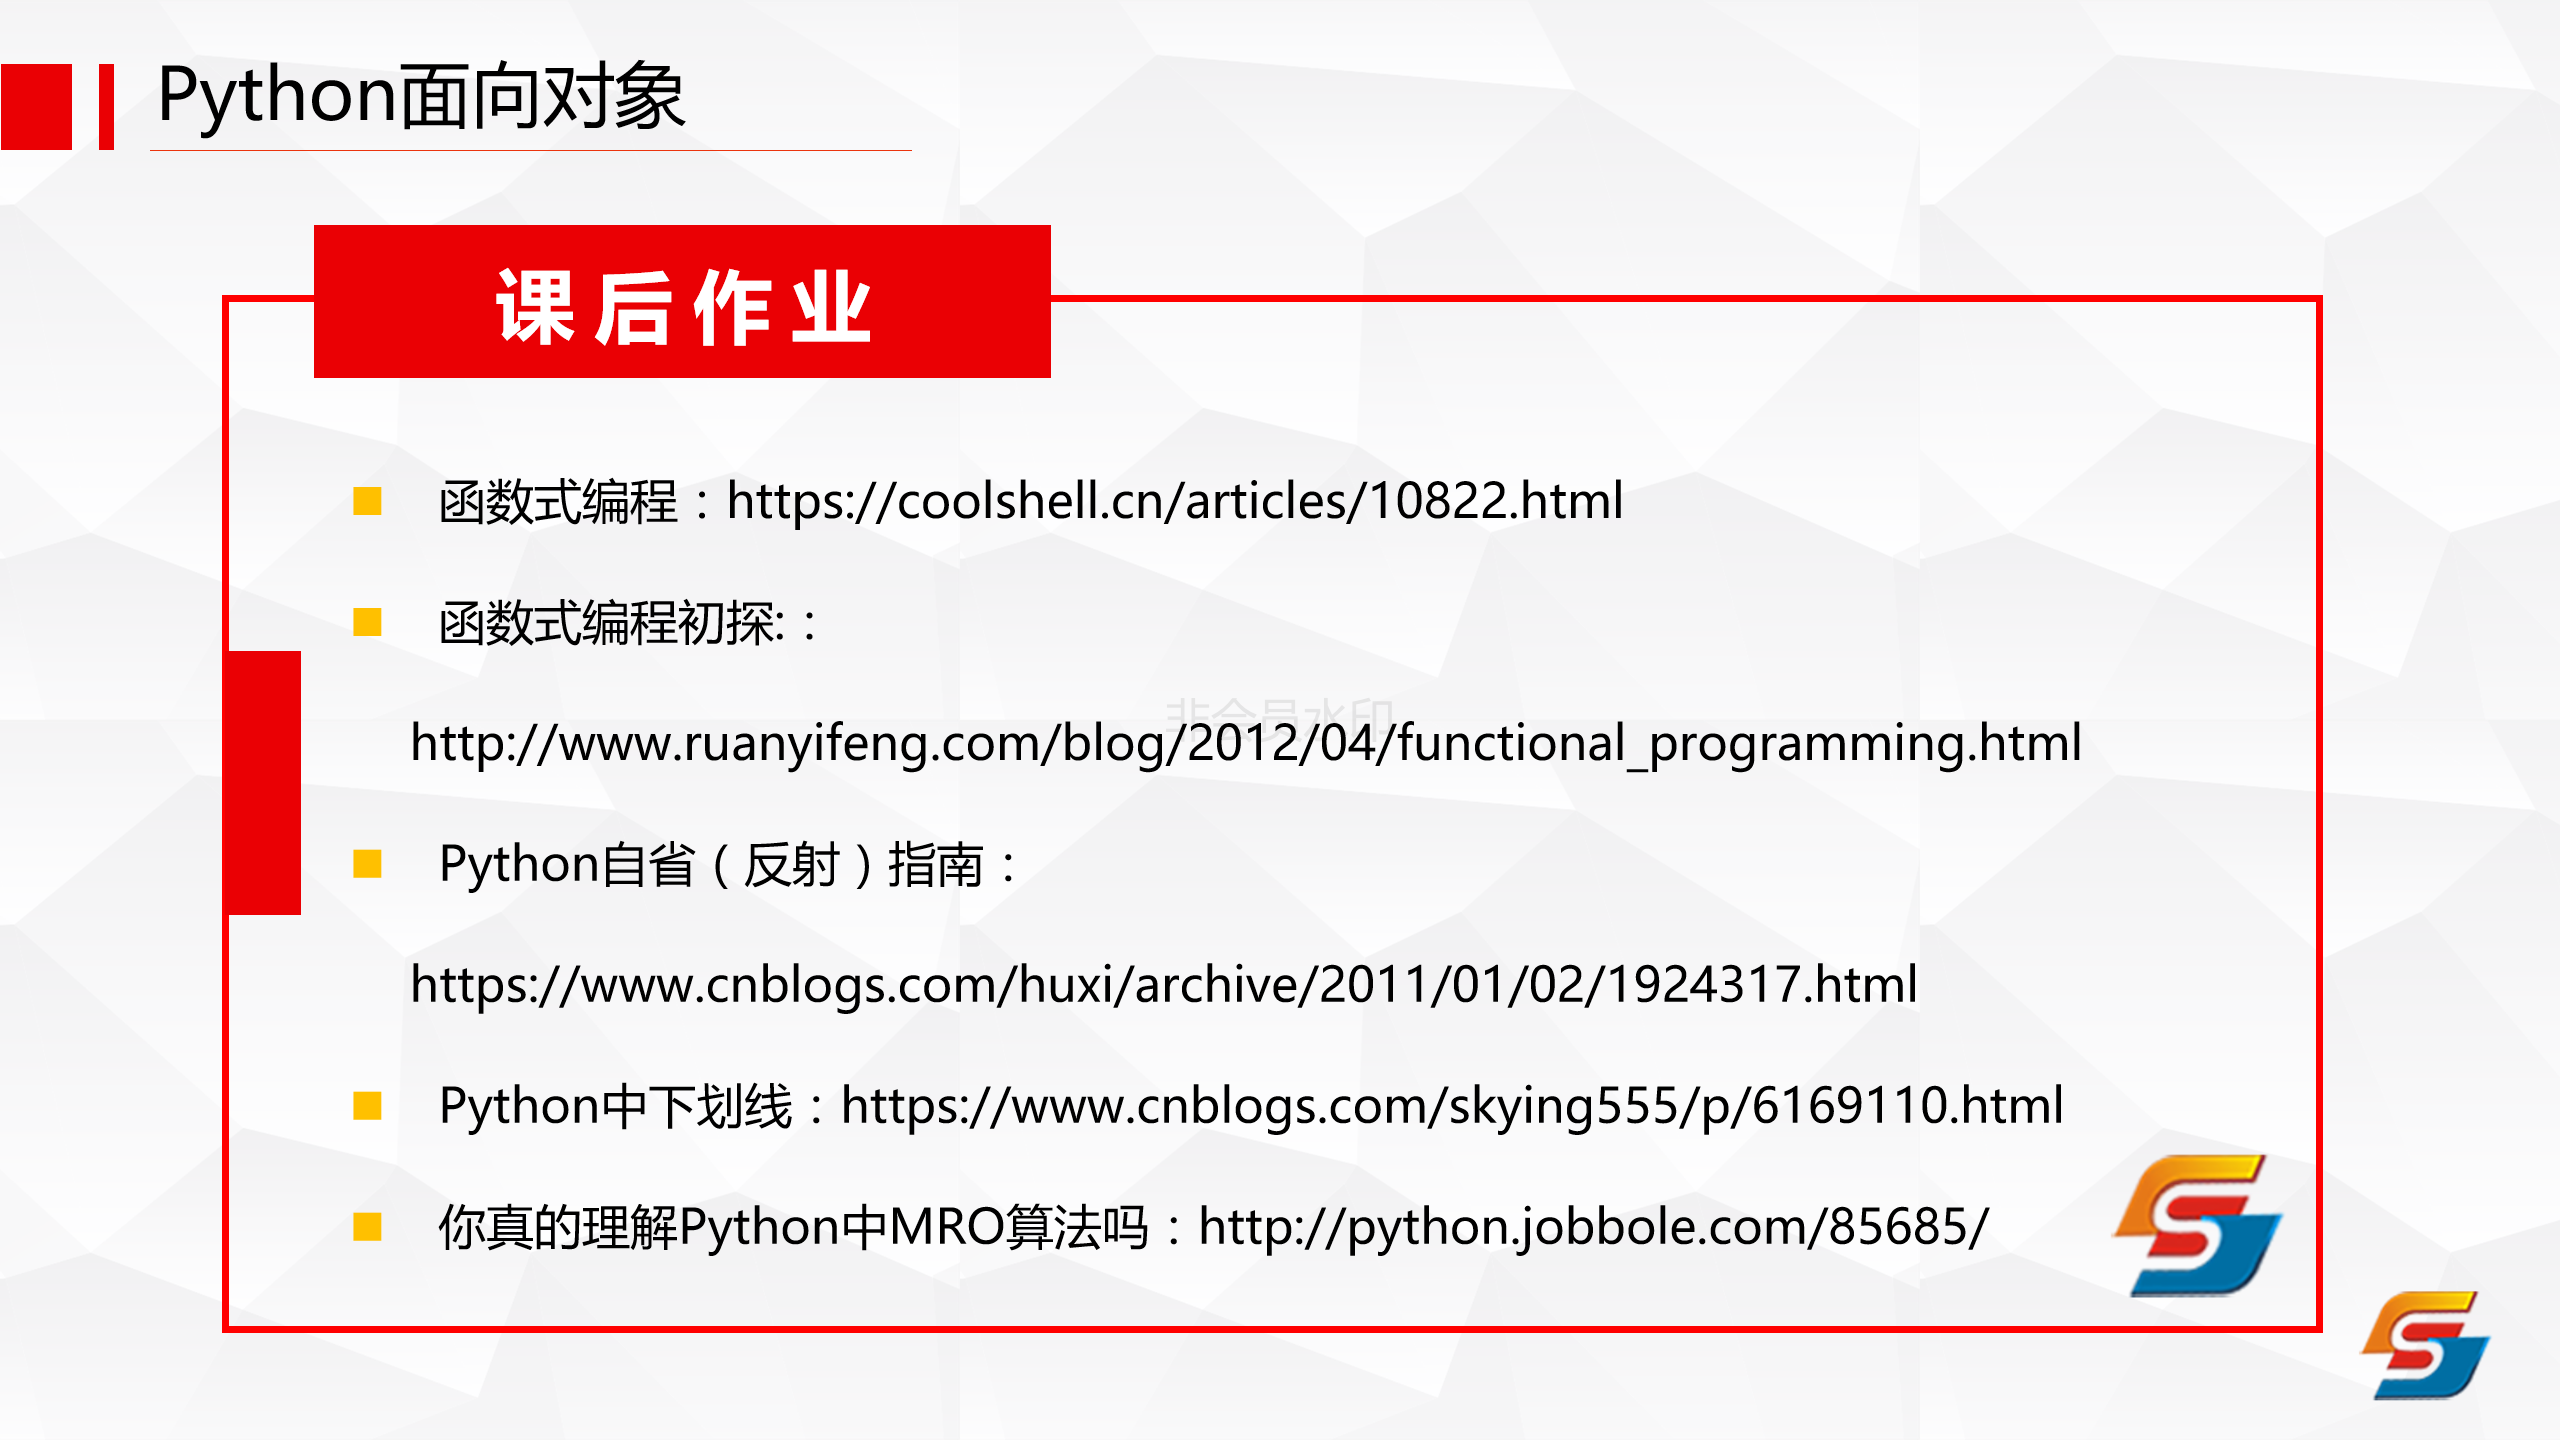 Python面向对象
课后作业
函数式编程：https://coolshell.cn/articles/10822.html
函数式编程初探:：
非会员水印
http://www.ruanyifeng.com/blog/2012/04/functional_programming.html
Python自省（反射）指南：
https://www.cnblogs.com/huxi/archive/2011/01/02/1924317.html
Python中下划线：https://www.cnblogs.com/skying555/p/6169110.html
你真的理解Python中MRO算法吗：http://python.jobbole.com/85685/